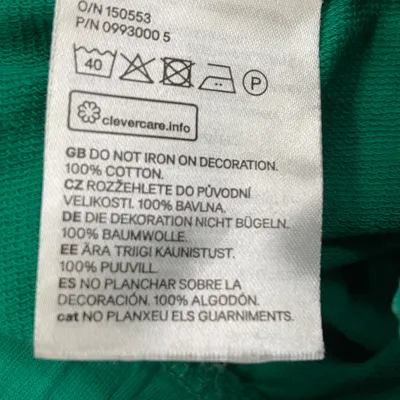 O/N 150553
P/N 0993000 5
40
P
clevercare.info
GB DO NOT IRON ON DECORATION.
100% COTTON.
CZ ROZŽEHLETE DO PŮVODNÍ
VELIKOSTI. 100% BAVLNA.
DE DIE DEKORATION NICHT BÜGELN.
100% BAUMWOLLE.
EE ÄRA TRIIGI KAUNISTUST.
100% PUUVILL.
ES NO PLANCHAR SOBRE LA
DECORACIÓN. 100% ALGODÓN.
cat NO PLANXEU ELS GUARNIMENTS.